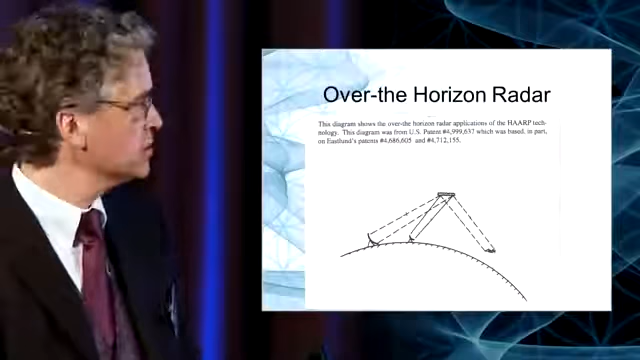 Over-the Horizon Radar
This diagram shows the over-the horizon radar applications of the HAARP tech-
nology. This diagram was from U.S. Patent #4,999,637 which was based, in part,
on Eastlund's patents #4,686,605 and #4,712,155.